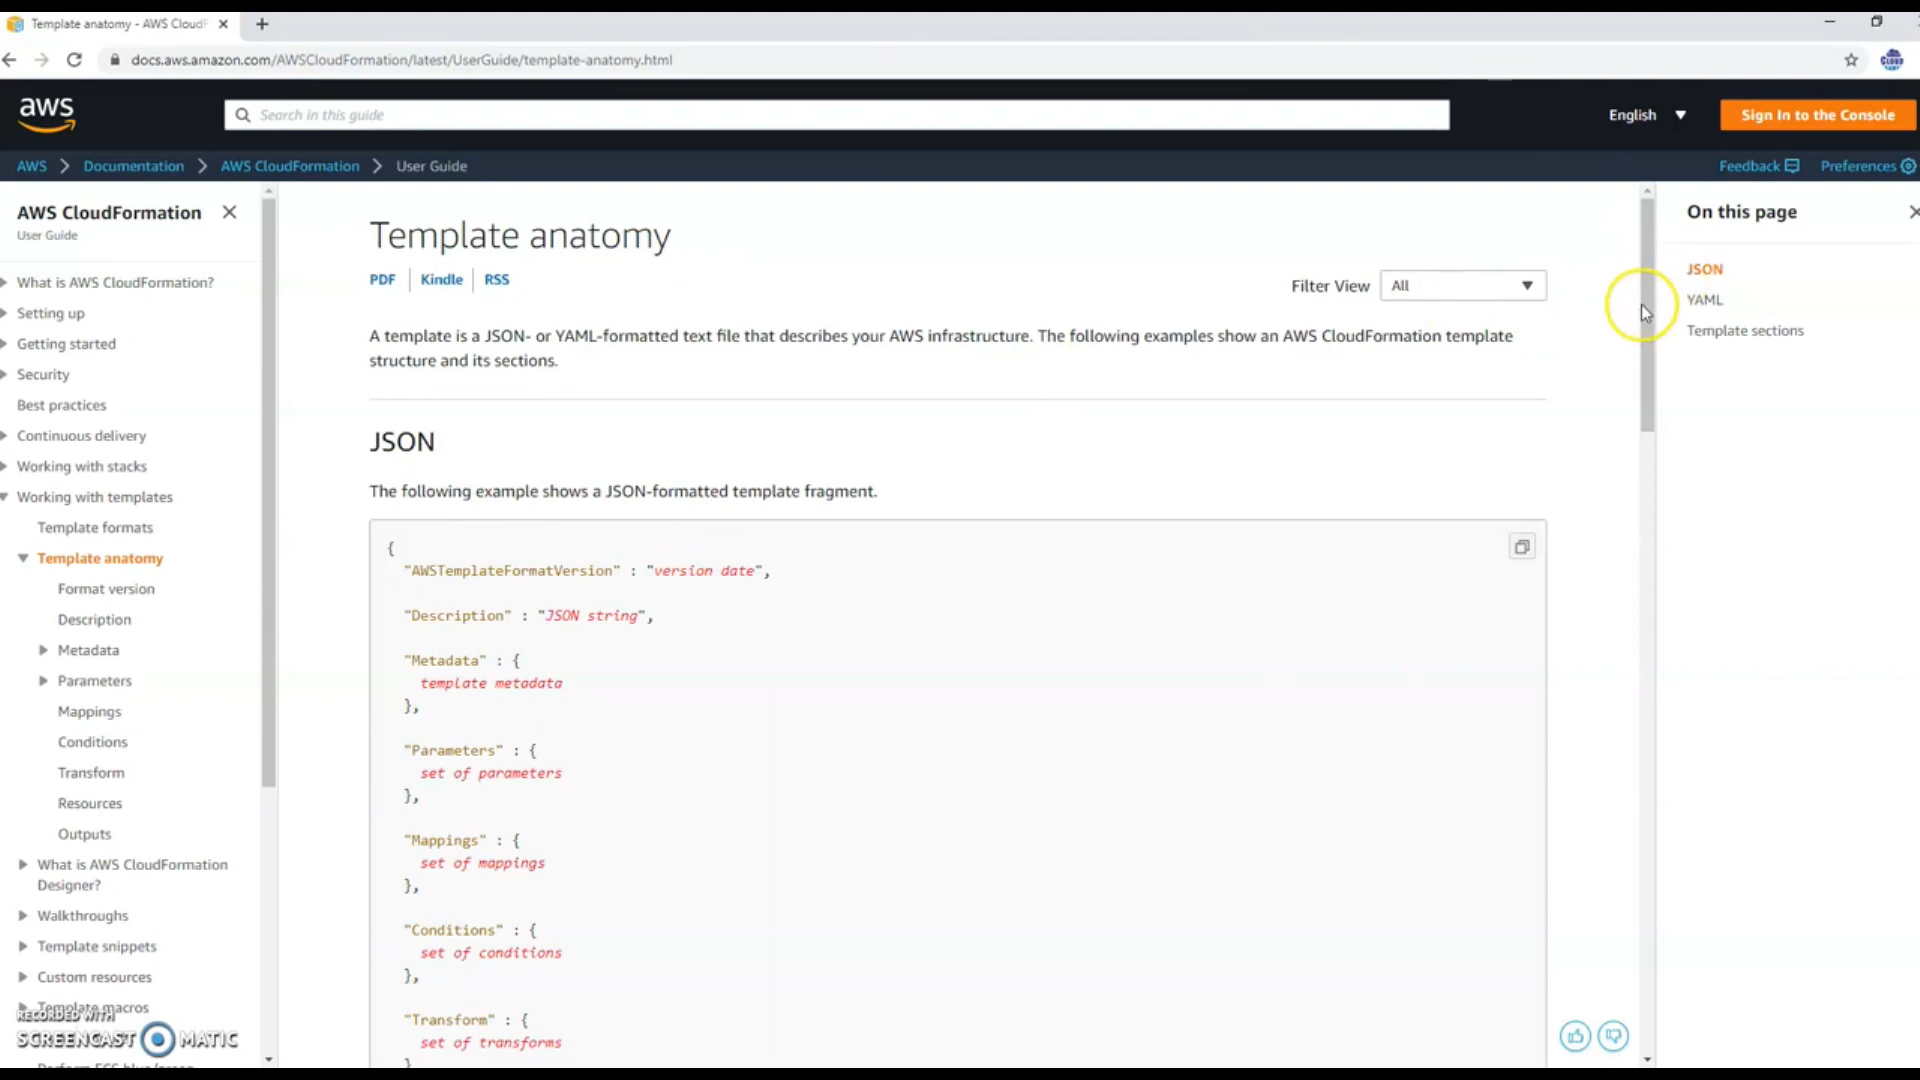 Template anatomy - AWS CloudF
docs.aws.amazon.com/AWSCloudFormation/latest/UserGuide/template-anatomy.html
CLOUD
aws
Search in this guide
English
Sign In to the Console
AWS
Documentation
AWS CloudFormation
User Guide
Feedback
Preferences
AWS CloudFormation
User Guide
What is AWS CloudFormation?
Setting up
Getting started
Security
Best practices
Continuous delivery
Working with stacks
Working with templates
Template formats
Template anatomy
Format version
Description
Metadata
Parameters
Mappings
Conditions
Transform
Resources
Outputs
What is AWS CloudFormation
Designer?
Walkthroughs
Template snippets
Custom resources
Template macros
RECORDED WITH
SCREENCAST MATIC
Template anatomy
PDF
Kindle
RSS
Filter View
All
A template is a JSON- or YAML-formatted text file that describes your AWS infrastructure. The following examples show an AWS CloudFormation template
structure and its sections.
JSON
The following example shows a JSON-formatted template fragment.
{
"AWSTemplateFormatVersion" : "version date",
"Description" : "JSON string",
"Metadata" : {
template metadata
},
"Parameters" : {
set of parameters
},
"Mappings" : {
set of mappings
},
"Conditions" : {
set of conditions
},
"Transform" : {
set of transforms
}
On this page
JSON
YAML
Template sections